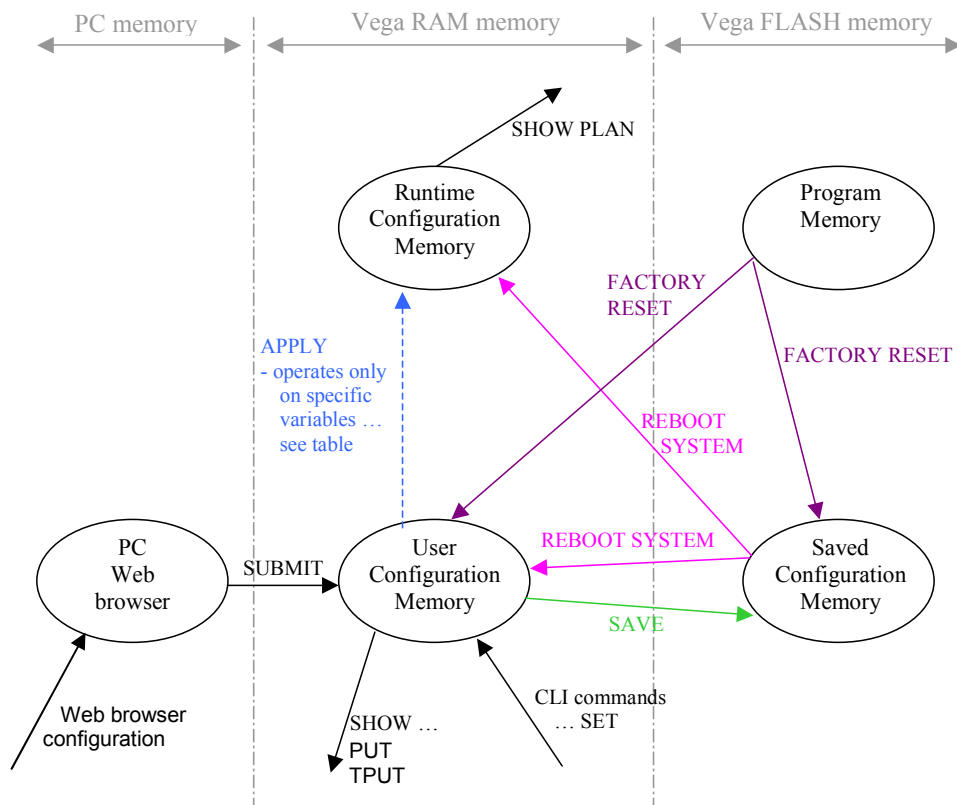 PC memory
Vega RAM memory
Vega FLASH memory
SHOW PLAN
Runtime
Configuration
Memory
Program
Memory
FACTORY
RESET
FACTORY RESET
APPLY
- operates only
on specific
variables …
see table
REBOOT
SYSTEM
PC
Web
browser
SUBMIT
User
Configuration
Memory
REBOOT SYSTEM
Saved
Configuration
Memory
SAVE
Web browser
configuration
SHOW …
PUT
TPUT
CLI commands
… SET